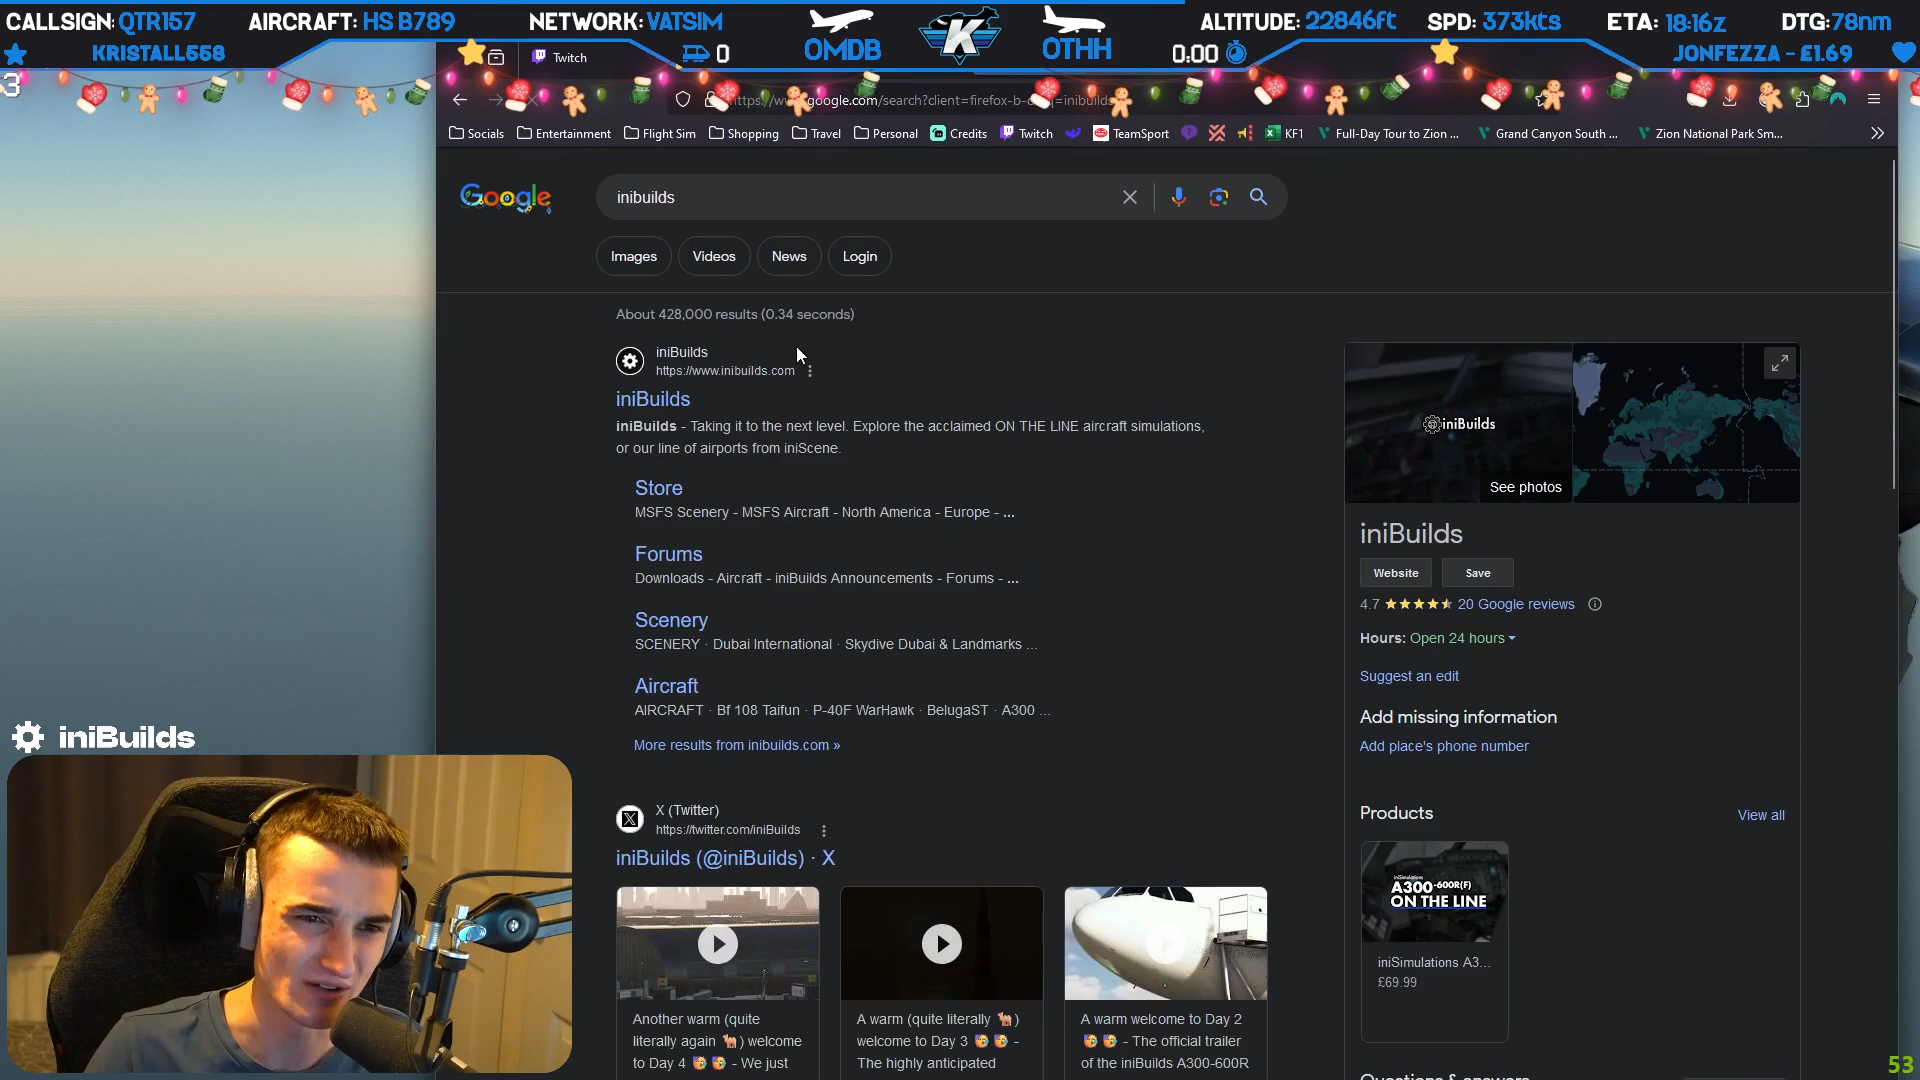 CALLSIGN: QTR157
AIRCRAFT: HS B789
NETWORK: VATSIM
OMDB
K
OTHH
ALTITUDE: 22846ft
SPD: 373kts
ETA: 18:16z
DTG:78nm
KRISTALL558
0
0:00
JONFEZZA - £1.69
3
Twitch
google.com/search?client=firefox-b-
Socials
Entertainment
Flight Sim
Shopping
Travel
Personal
Credits
Twitch
TeamSport
KF1
Full-Day Tour to Zion ...
Grand Canyon South ...
Zion National Park Sm...
Google
inibuilds
Images
Videos
News
Login
About 428,000 results (0.34 seconds)
iniBuilds
https://www.inibuilds.com
iniBuilds
iniBuilds - Taking it to the next level. Explore the acclaimed ON THE LINE aircraft simulations,
or our line of airports from iniScene.
Store
MSFS Scenery - MSFS Aircraft - North America - Europe - ...
Forums
Downloads - Aircraft - iniBuilds Announcements - Forums - ...
Scenery
SCENERY · Dubai International · Skydive Dubai & Landmarks ...
Aircraft
AIRCRAFT · Bf 108 Taifun · P-40F WarHawk · BelugaST · A300 ...
More results from inibuilds.com »
X (Twitter)
https://twitter.com/iniBuilds
iniBuilds (@iniBuilds) · X
Another warm (quite
literally again 🐫) welcome
to Day 4 🥳 🥳 - We just
A warm (quite literally 🐫)
welcome to Day 3 🥳 🥳 -
The highly anticipated
A warm welcome to Day 2
🥳 🥳 - The official trailer
of the iniBuilds A300-600R
iniBuilds
See photos
iniBuilds
Website
Save
4.7
20 Google reviews
Hours: Open 24 hours
Suggest an edit
Add missing information
Add place's phone number
Products
View all
A300-600R(F)
ON THE LINE
iniSimulations A3...
£69.99
Questions & answers
iniBuilds
53